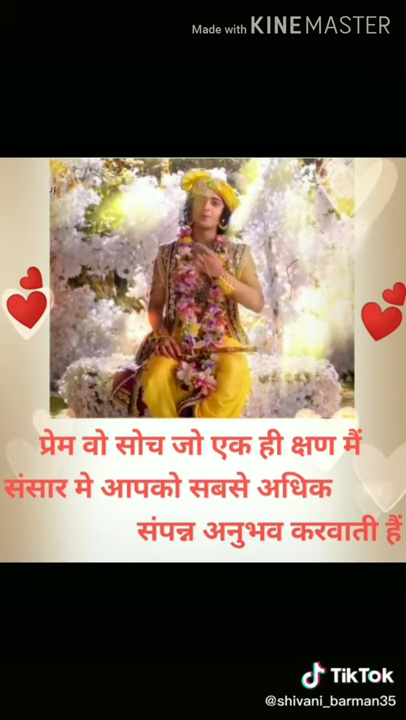 Made with KINEMASTER
प्रेम वो सोच जो एक ही क्षण मैं
संसार मे आपको सबसे अधिक
संपन्न अनुभव करवाती हैं
TikTok
@shivani_barman35